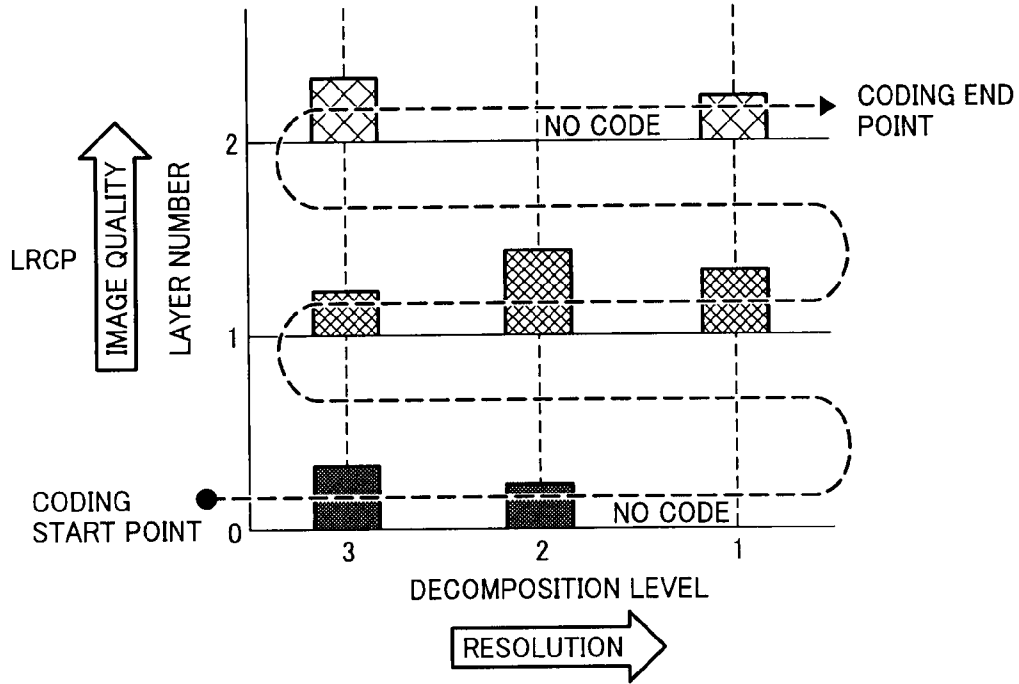 CODING END
POINT
NO CODE
2
LRCP
IMAGE QUALITY
LAYER NUMBER
1
CODING
START POINT
NO CODE
0
3
2
1
DECOMPOSITION LEVEL
RESOLUTION